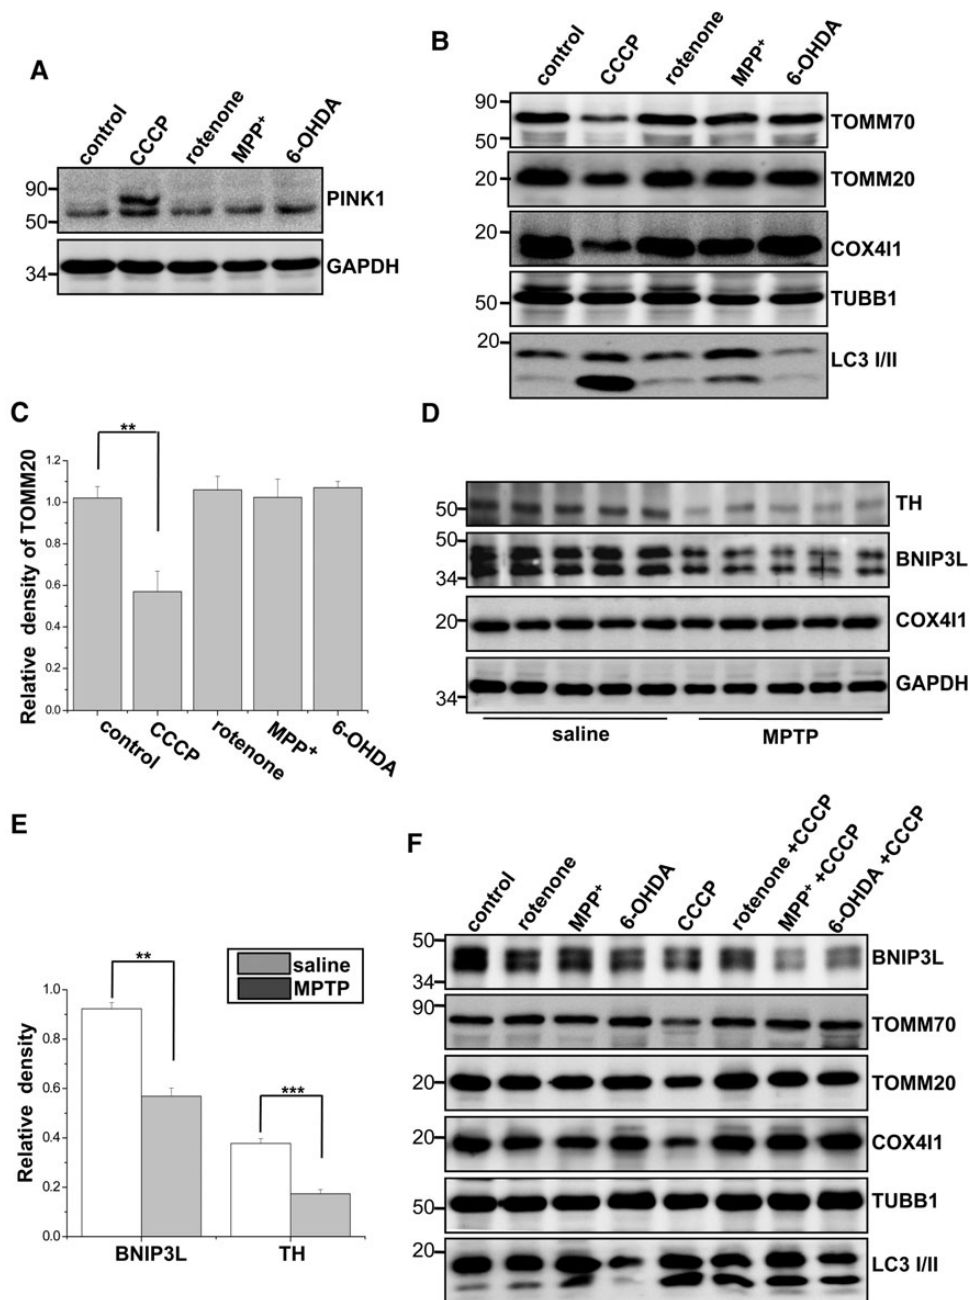 A
control
CCCP
rotenone
MPP⁺
6-OHDA
90
50
PINK1
34
GAPDH
B
control
CCCP
rotenone
MPP⁺
6-OHDA
90
50
TOMM70
20
TOMM20
20
COX4I1
50
TUBB1
20
LC3 I/II
C
Relative density of TOMM20
**
1.2
1.0
0.8
0.6
0.4
0.2
0.0
control
CCCP
rotenone
MPP⁺
6-OHDA
D
50
TH
50
34
BNIP3L
20
COX4I1
34
GAPDH
saline
MPTP
E
saline
MPTP
Relative density
**
***
1.0
0.8
0.6
0.4
0.2
0.0
BNIP3L
TH
F
control
rotenone
MPP⁺
6-OHDA
CCCP
rotenone +CCCP
MPP⁺ +CCCP
6-OHDA +CCCP
50
34
BNIP3L
90
TOMM70
20
TOMM20
20
COX4I1
50
TUBB1
20
LC3 I/II